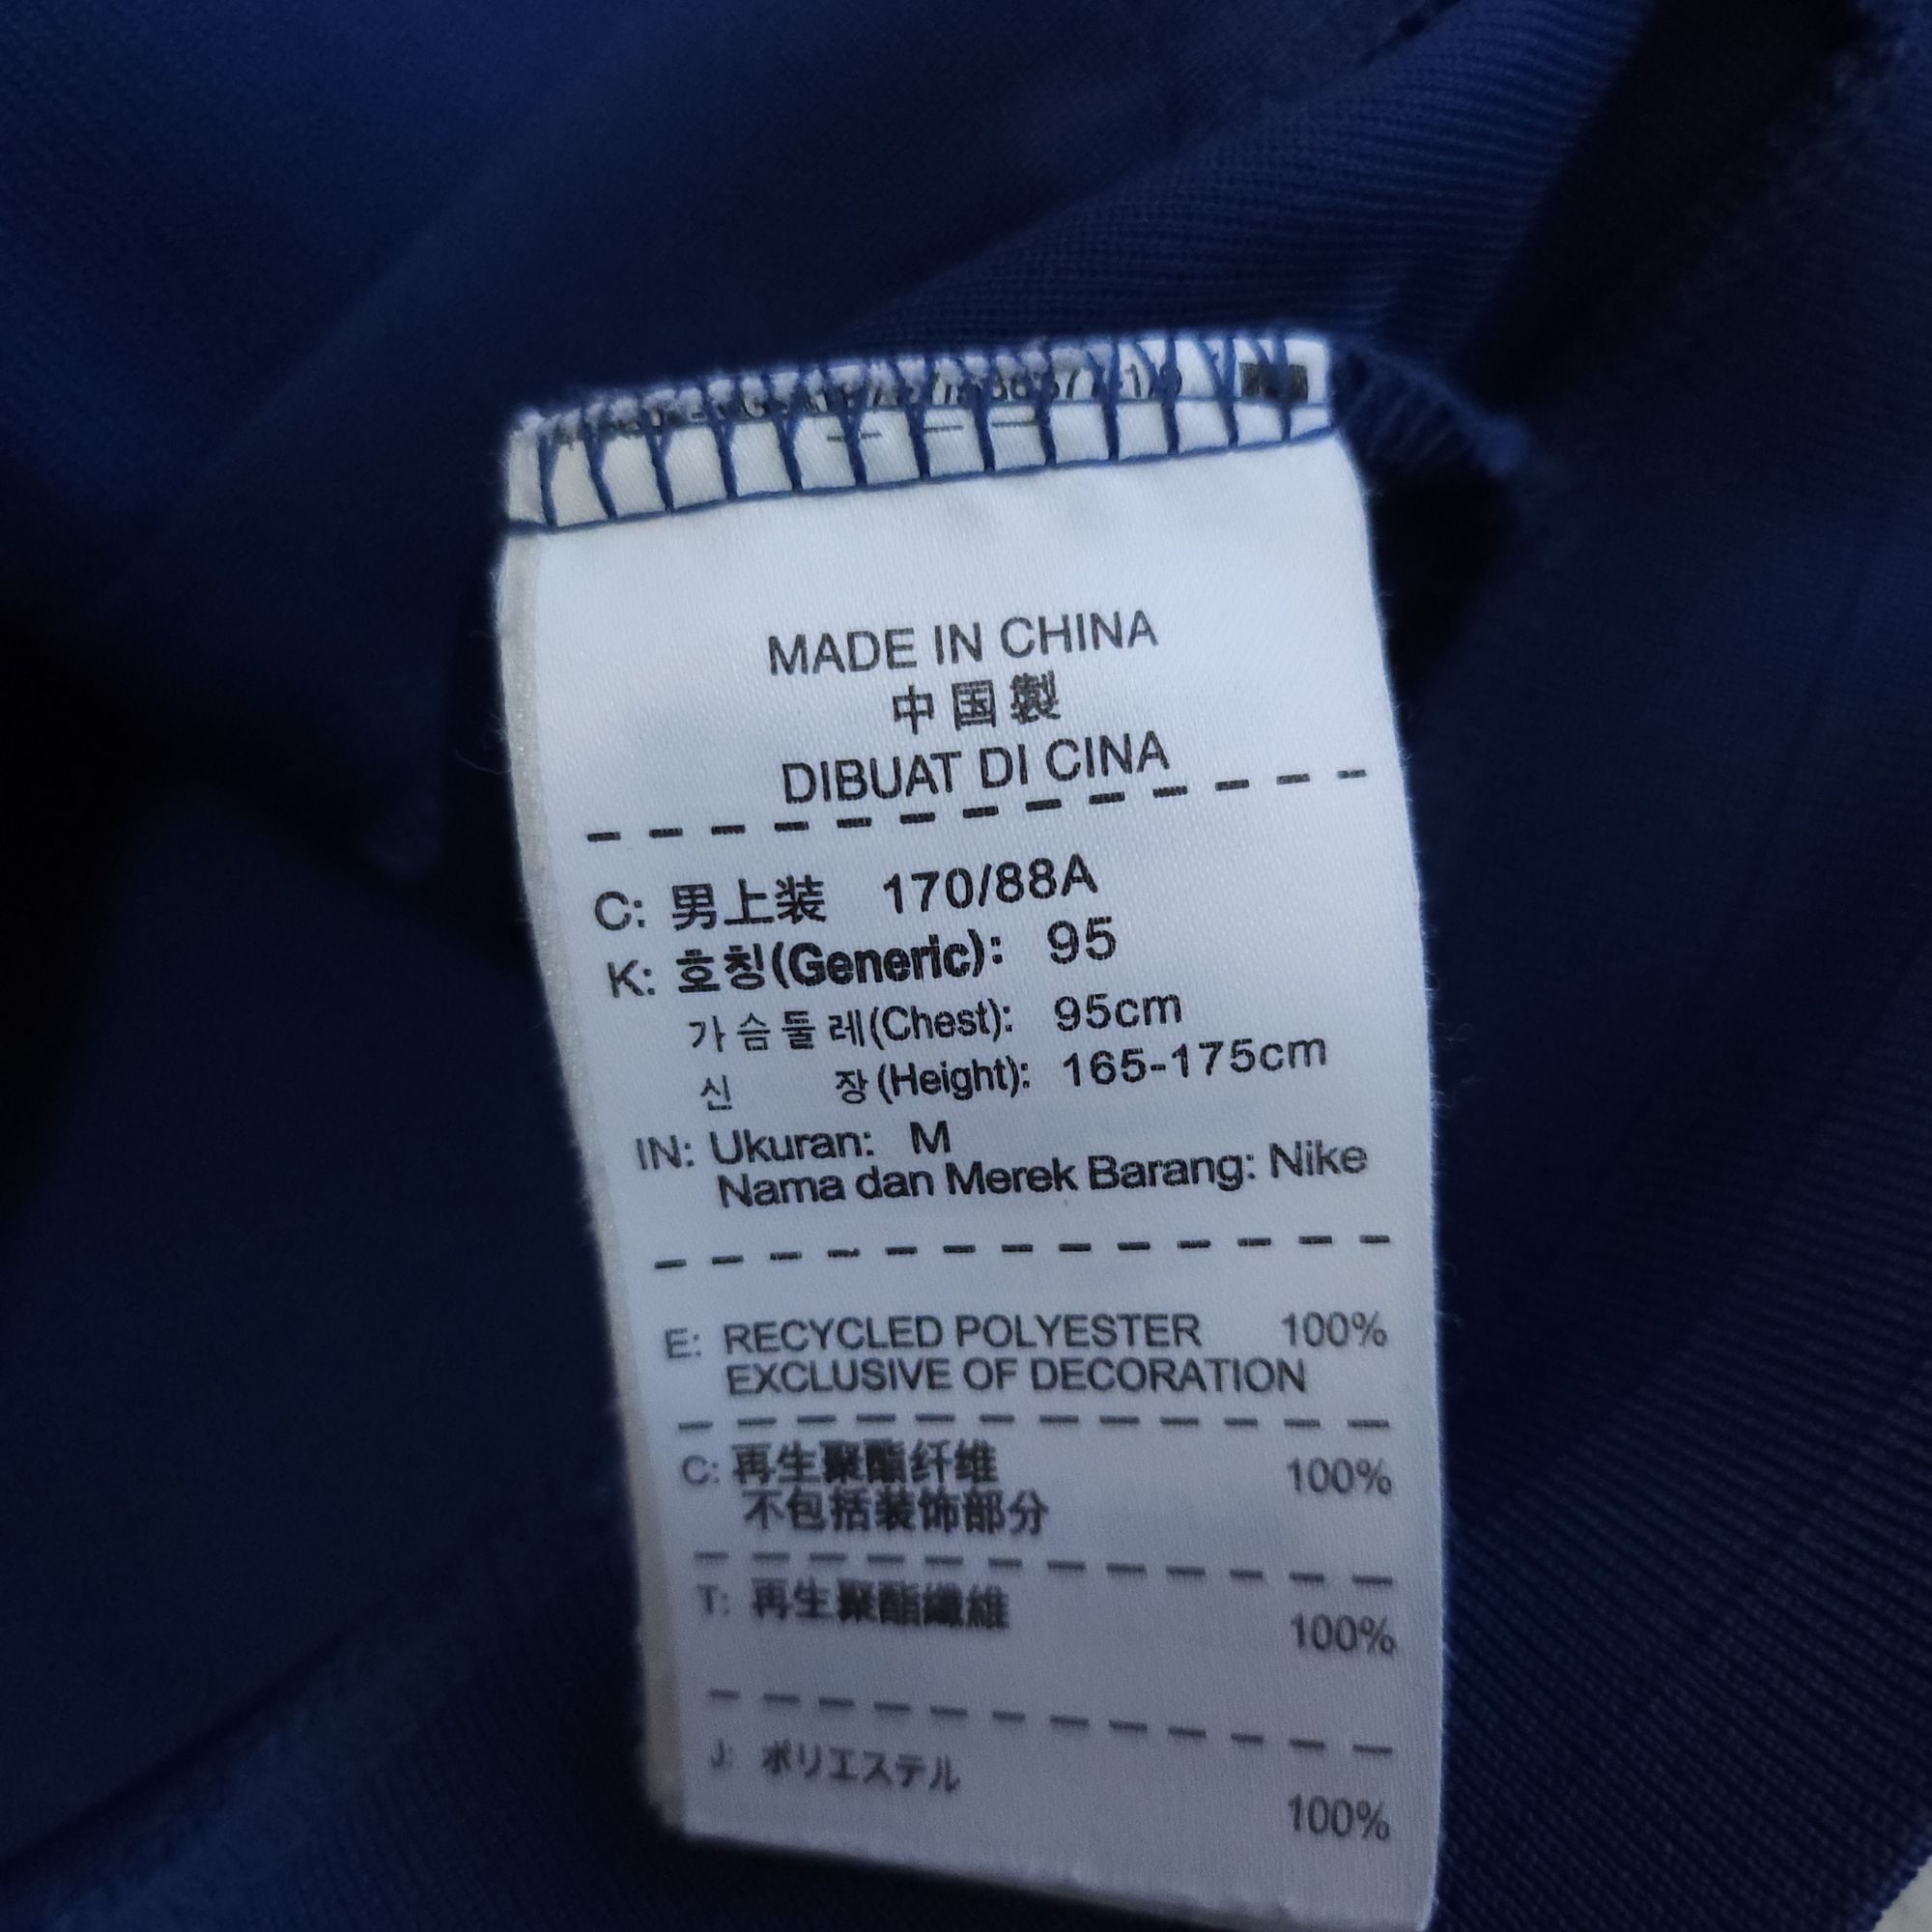 MADE IN CHINA
中国製
DIBUAT DI CINA
C: 男上装 170/88A
K: 호칭(Generic): 95
가슴둘레(Chest): 95cm
신 장(Height): 165-175cm
IN: Ukuran: M
Nama dan Merek Barang: Nike
E: RECYCLED POLYESTER 100%
EXCLUSIVE OF DECORATION
C: 再生聚酯纤维 100%
不包括装饰部分
T: 再生聚酯纖維 100%
J: ポリエステル 100%